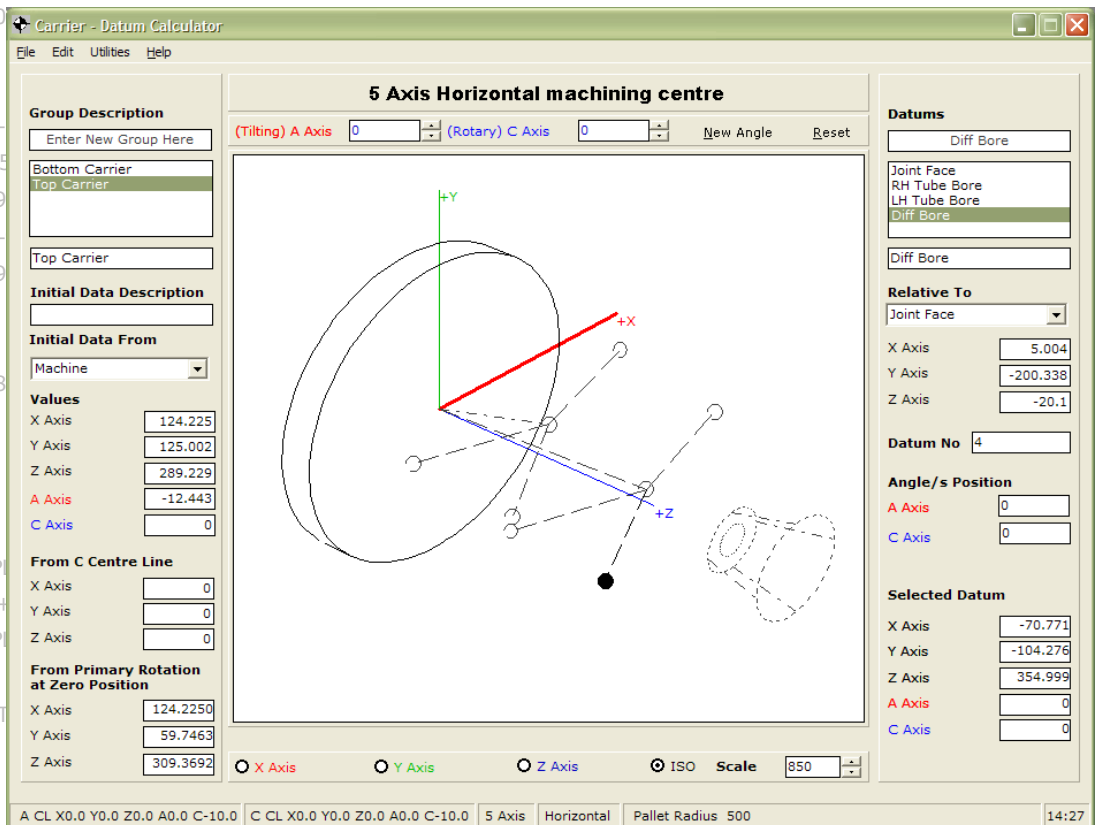 Carrier - Datum Calculator
File Edit Utilities Help
Group Description
Enter New Group Here
Bottom Carrier
Top Carrier
Top Carrier
Initial Data Description
Initial Data From
Machine
Values
X Axis 124.225
Y Axis 125.002
Z Axis 289.229
A Axis -12.443
C Axis 0
From C Centre Line
X Axis 0
Y Axis 0
Z Axis 0
From Primary Rotation
at Zero Position
X Axis 124.2250
Y Axis 59.7463
Z Axis 309.3692
5 Axis Horizontal machining centre
(Tilting) A Axis 0 (Rotary) C Axis 0 New Angle Reset
+Y
+X
+Z
X Axis Y Axis Z Axis ISO Scale 850
Datums
Diff Bore
Joint Face
RH Tube Bore
LH Tube Bore
Diff Bore
Diff Bore
Relative To
Joint Face
X Axis 5.004
Y Axis -200.338
Z Axis -20.1
Datum No 4
Angle/s Position
A Axis 0
C Axis 0
Selected Datum
X Axis -70.771
Y Axis -104.276
Z Axis 354.999
A Axis 0
C Axis 0
A CL X0.0 Y0.0 Z0.0 A0.0 C-10.0 C CL X0.0 Y0.0 Z0.0 A0.0 C-10.0 5 Axis Horizontal Pallet Radius 500 14:27